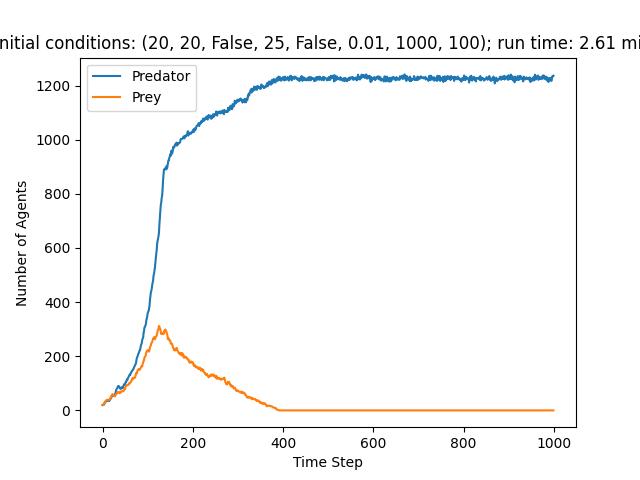 nitial conditions: (20, 20, False, 25, False, 0.01, 1000, 100); run time: 2.61 mi
Predator
Prey
1200
1000
800
600
400
200
0
Number of Agents
0 200 400 600 800 1000
Time Step